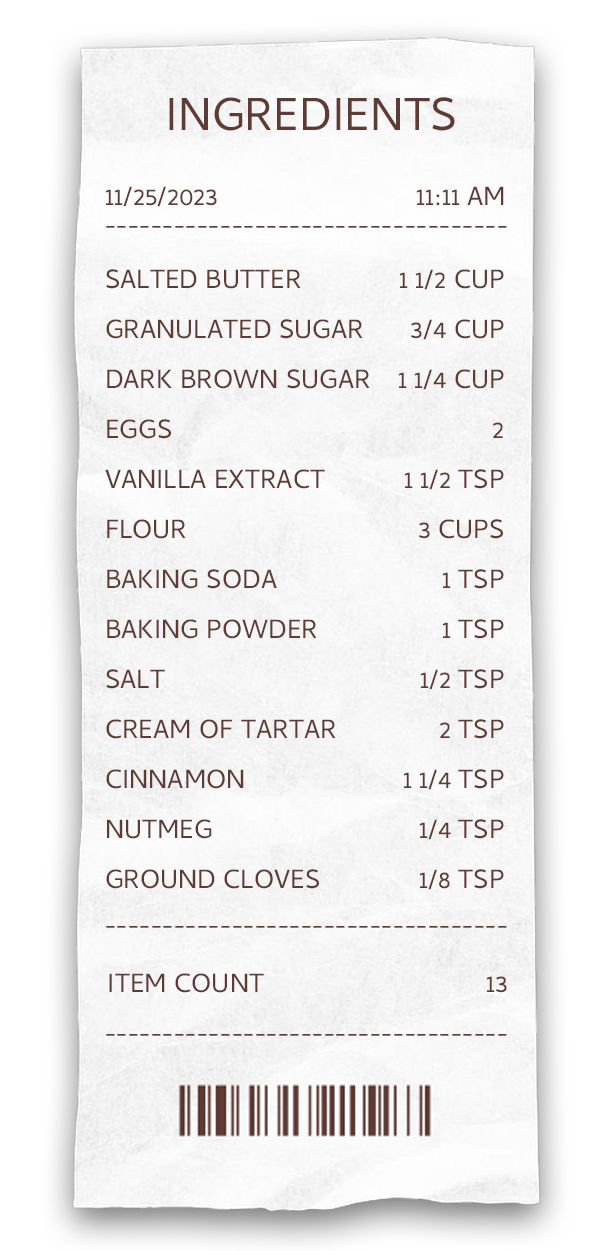 INGREDIENTS
11/25/2023 11:11 AM
SALTED BUTTER 1 1/2 CUP
GRANULATED SUGAR 3/4 CUP
DARK BROWN SUGAR 1 1/4 CUP
EGGS 2
VANILLA EXTRACT 1 1/2 TSP
FLOUR 3 CUPS
BAKING SODA 1 TSP
BAKING POWDER 1 TSP
SALT 1/2 TSP
CREAM OF TARTAR 2 TSP
CINNAMON 1 1/4 TSP
NUTMEG 1/4 TSP
GROUND CLOVES 1/8 TSP
ITEM COUNT 13